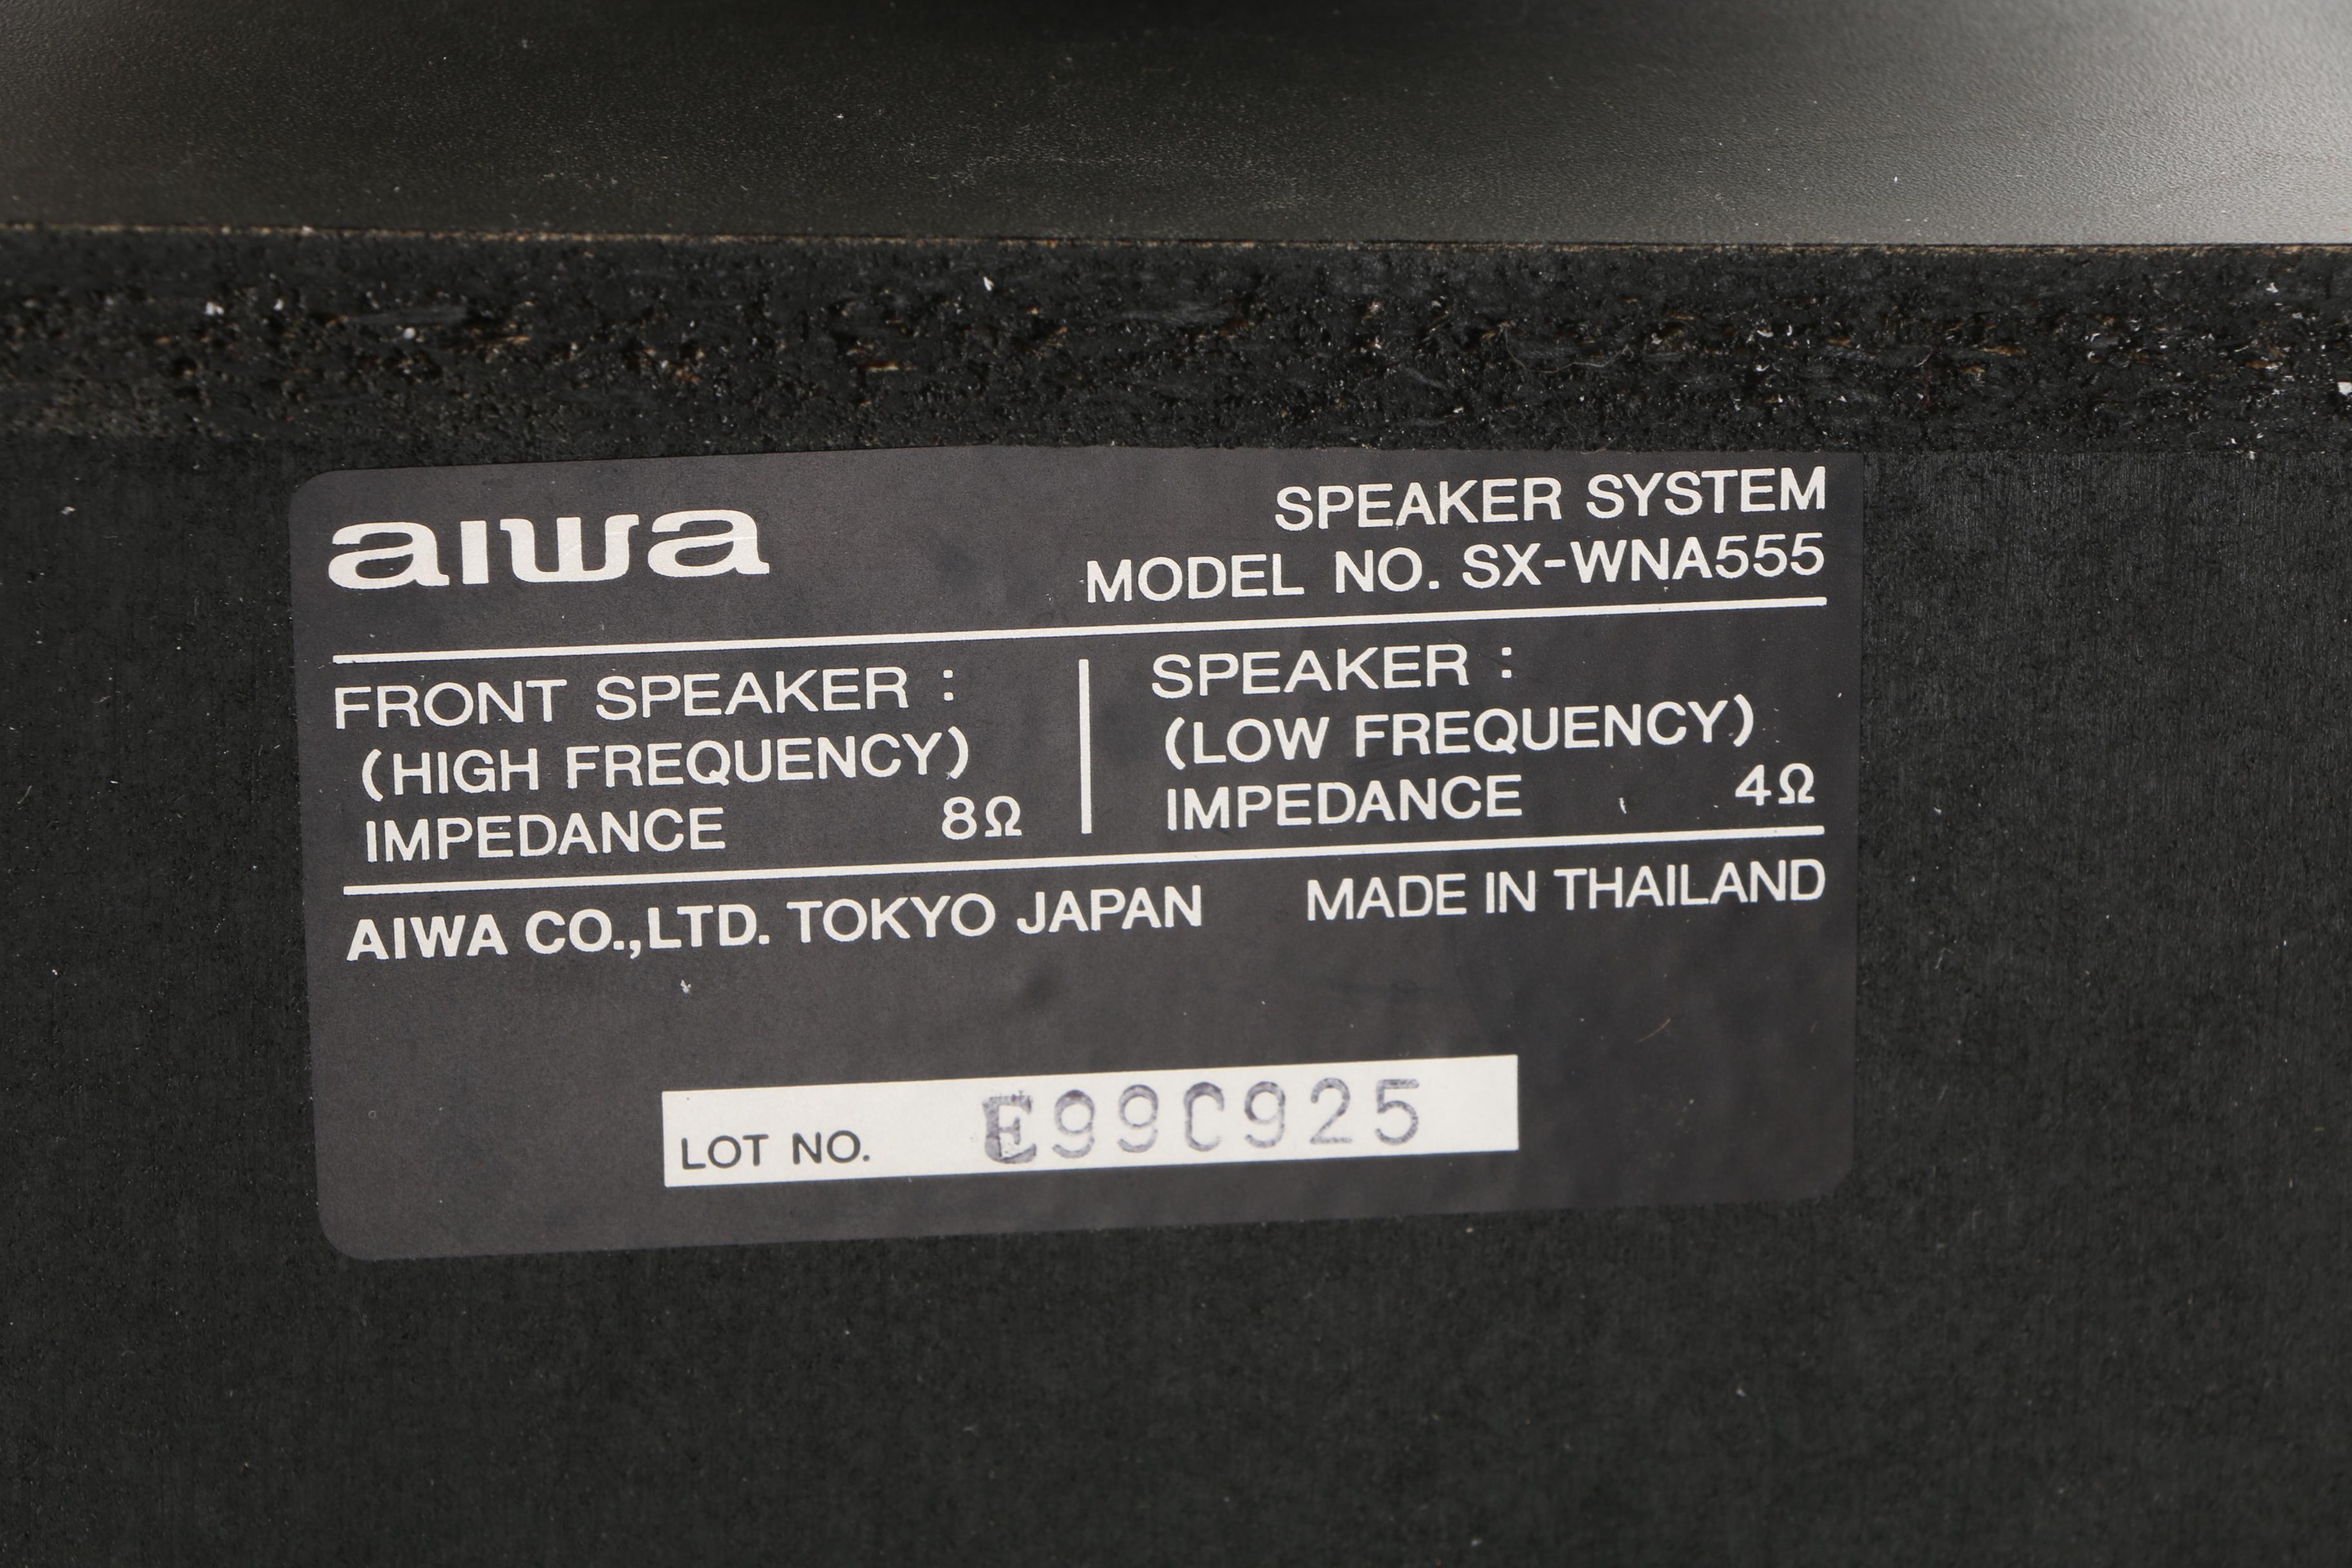 aiwa
SPEAKER SYSTEM
MODEL NO. SX-WNA555
FRONT SPEAKER :
(HIGH FREQUENCY)
IMPEDANCE 8Ω
SPEAKER :
(LOW FREQUENCY)
IMPEDANCE 4Ω
AIWA CO.,LTD. TOKYO JAPAN MADE IN THAILAND
LOT NO.